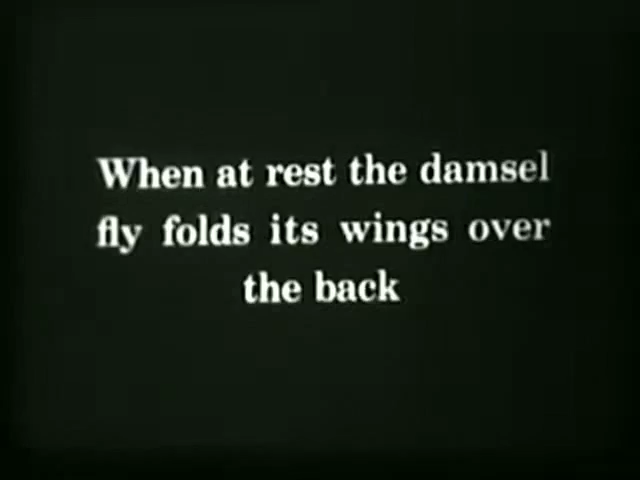 When at rest the damsel
fly folds its wings over
the back